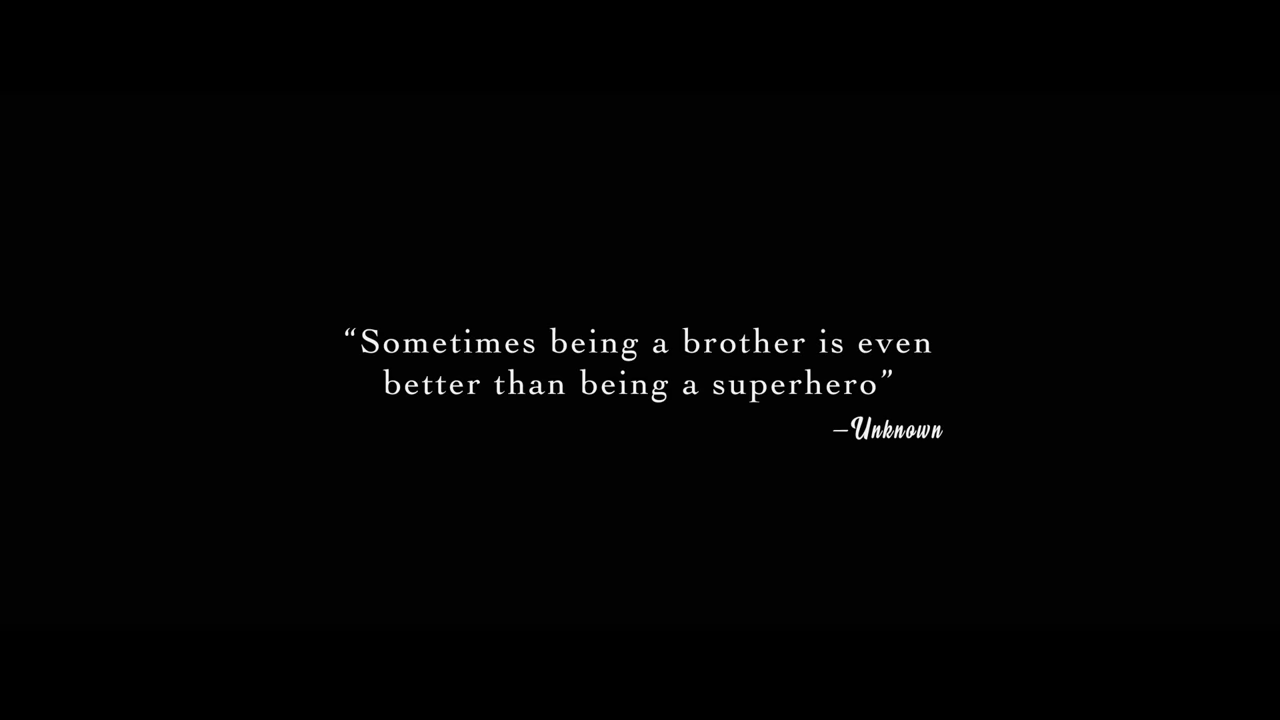 “Sometimes being a brother is even
better than being a superhero”
—Unknown